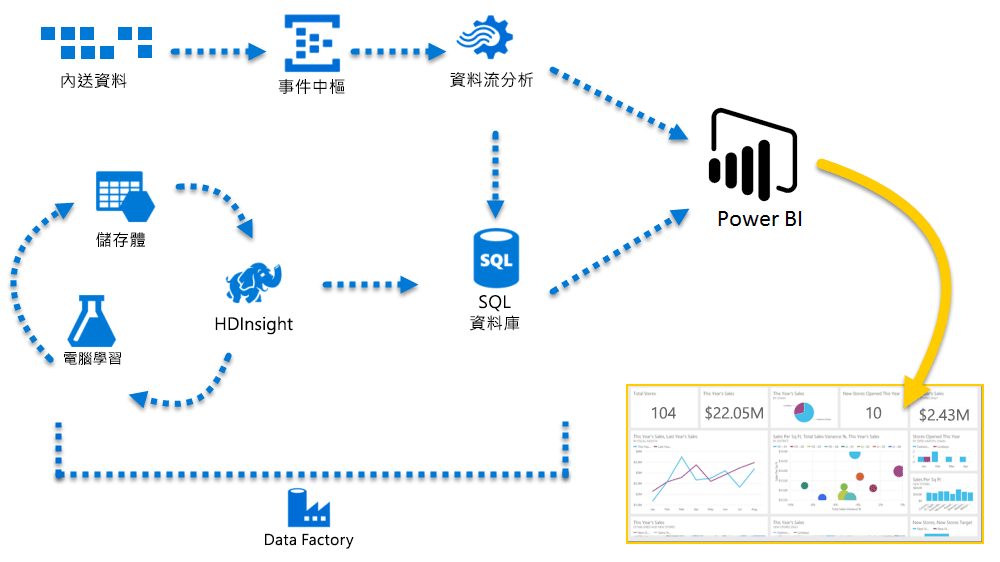 內送資料
事件中樞
資料流分析
Power BI
儲存體
SQL
HDInsight
SQL
資料庫
電腦學習
Data Factory
Total Stores
104
This Year's Sales
$22.05M
This Year's Sales
New Stores Opened This Year
10
Year's Sales
$2.43M
This Year's Sales, Last Year's Sales
Sales Per Sq Ft, Total Sales Variance %, This Year's Sales
Stores Opened This Year
Total Sales Variance %
Sales Per Sq Ft
This Year's Sales
This Year's Sales
New Stores, New Stores Target